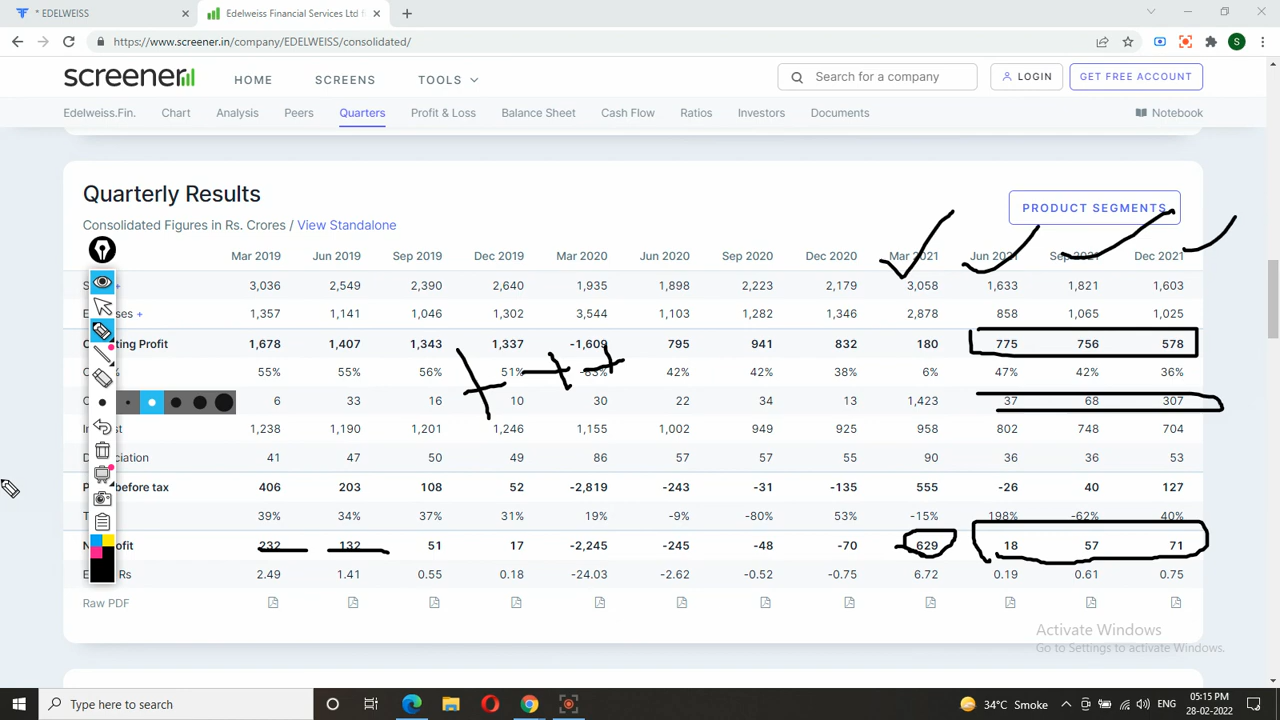 * EDELWEISS
Edelweiss Financial Services Ltd
https://www.screener.in/company/EDELWEISS/consolidated/
S
screener
HOME
SCREENS
TOOLS
Search for a company
LOGIN
GET FREE ACCOUNT
Edelweiss.Fin.
Chart
Analysis
Peers
Quarters
Profit & Loss
Balance Sheet
Cash Flow
Ratios
Investors
Documents
Notebook
Quarterly Results
PRODUCT SEGMENTS
Consolidated Figures in Rs. Crores / View Standalone
Mar 2019 Jun 2019 Sep 2019 Dec 2019 Mar 2020 Jun 2020 Sep 2020 Dec 2020 Mar 2021 Jun 2021 Sep 2021 Dec 2021
3,036 2,549 2,390 2,640 1,935 1,898 2,223 2,179 3,058 1,633 1,821 1,603
1,357 1,141 1,046 1,302 3,544 1,103 1,282 1,346 2,878 858 1,065 1,025
Profit 1,678 1,407 1,343 1,337 -1,609 795 941 832 180 775 756 578
55% 55% 56% 51% -83% 42% 42% 38% 6% 47% 42% 36%
6 33 16 10 30 22 34 13 1,423 37 68 307
1,238 1,190 1,201 1,246 1,155 1,002 949 925 958 802 748 704
41 47 50 49 86 57 57 55 90 36 36 53
before tax 406 203 108 52 -2,819 -243 -31 -135 555 -26 40 127
39% 34% 37% 31% 19% -9% -80% 53% -15% 198% -62% 40%
232 132 51 17 -2,245 -245 -48 -70 629 18 57 71
Rs 2.49 1.41 0.55 0.18 -24.03 -2.62 -0.52 -0.75 6.72 0.19 0.61 0.75
Raw PDF
Activate Windows
Go to Settings to activate Windows.
Type here to search
34°C Smoke
ENG
05:15 PM
28-02-2022